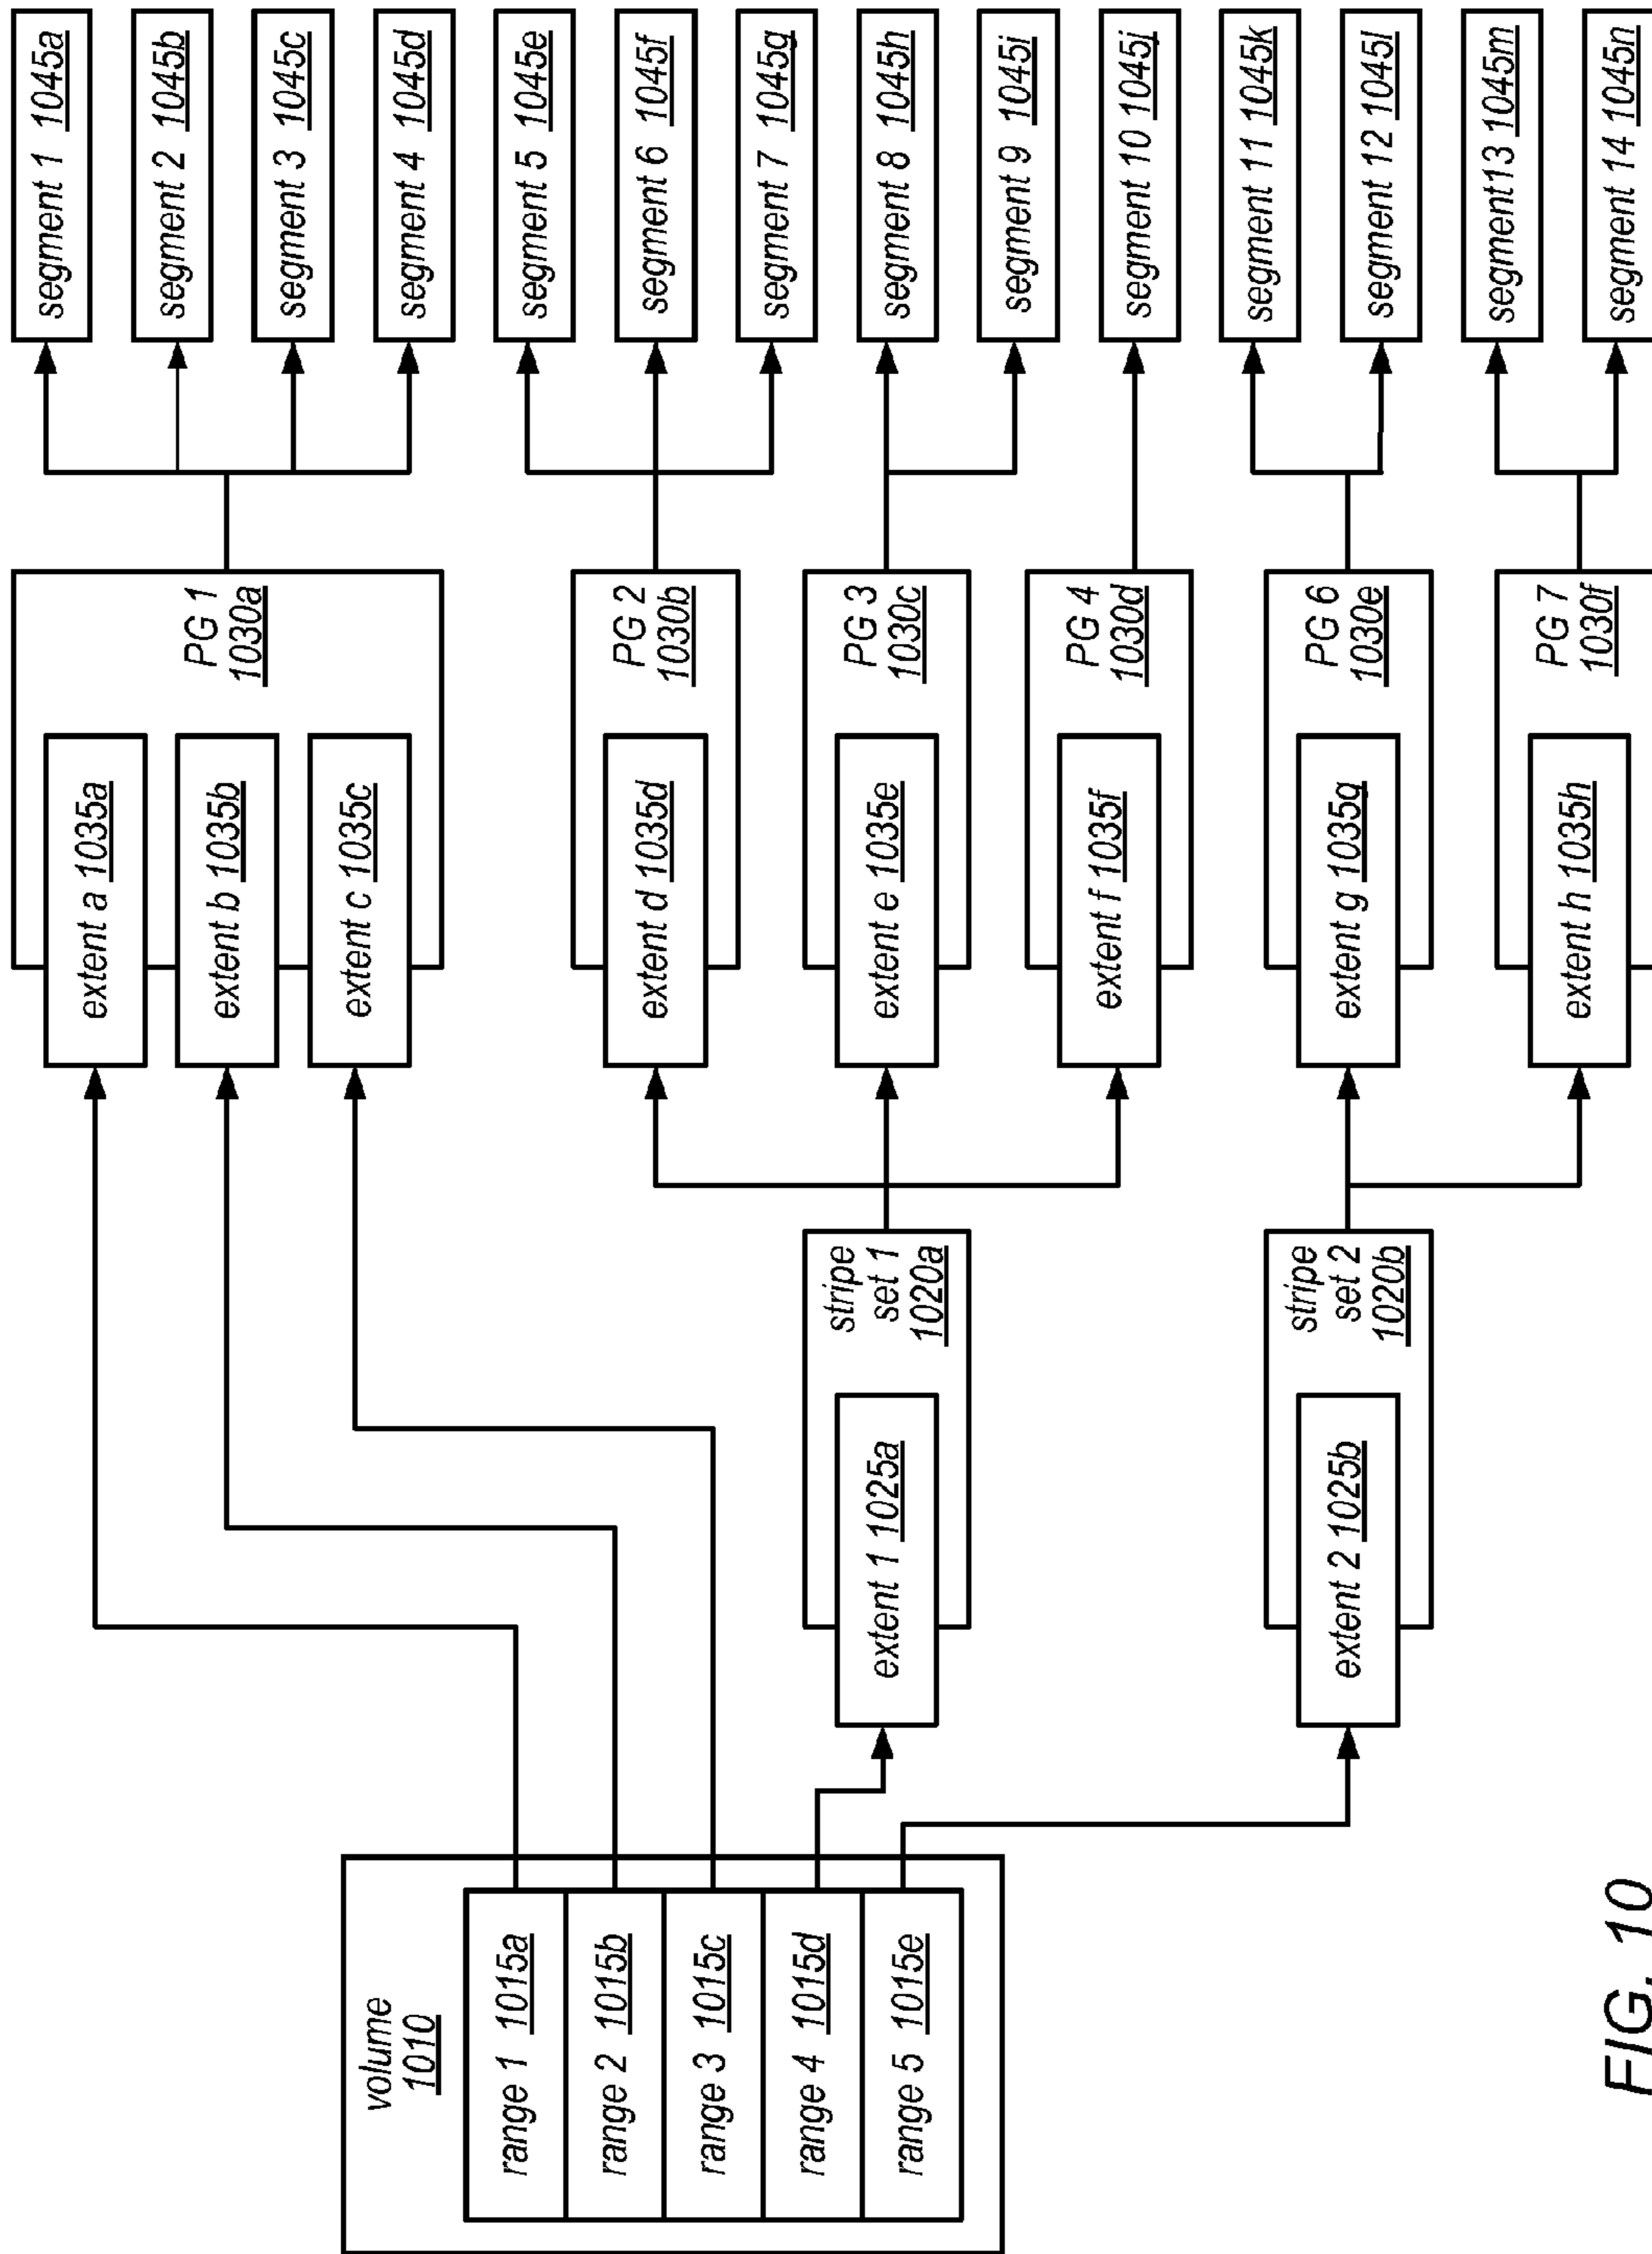 volume
1010
range 1 1015a
range 2 1015b
range 3 1015c
range 4 1015d
range 5 1015e
extent 1 1025a
stripe
set 1
1020a
extent 2 1025b
stripe
set 2
1020b
extent a 1035a
extent b 1035b
extent c 1035c
PG 1
1030a
extent d 1035d
PG 2
1030b
extent e 1035e
PG 3
1030c
extent f 1035f
PG 4
1030d
extent g 1035g
PG 6
1030e
extent h 1035h
PG 7
1030f
segment 1 1045a
segment 2 1045b
segment 3 1045c
segment 4 1045d
segment 5 1045e
segment 6 1045f
segment 7 1045g
segment 8 1045h
segment 9 1045i
segment 10 1045j
segment 11 1045k
segment 12 1045l
segment13 1045m
segment 14 1045n
FIG. 10